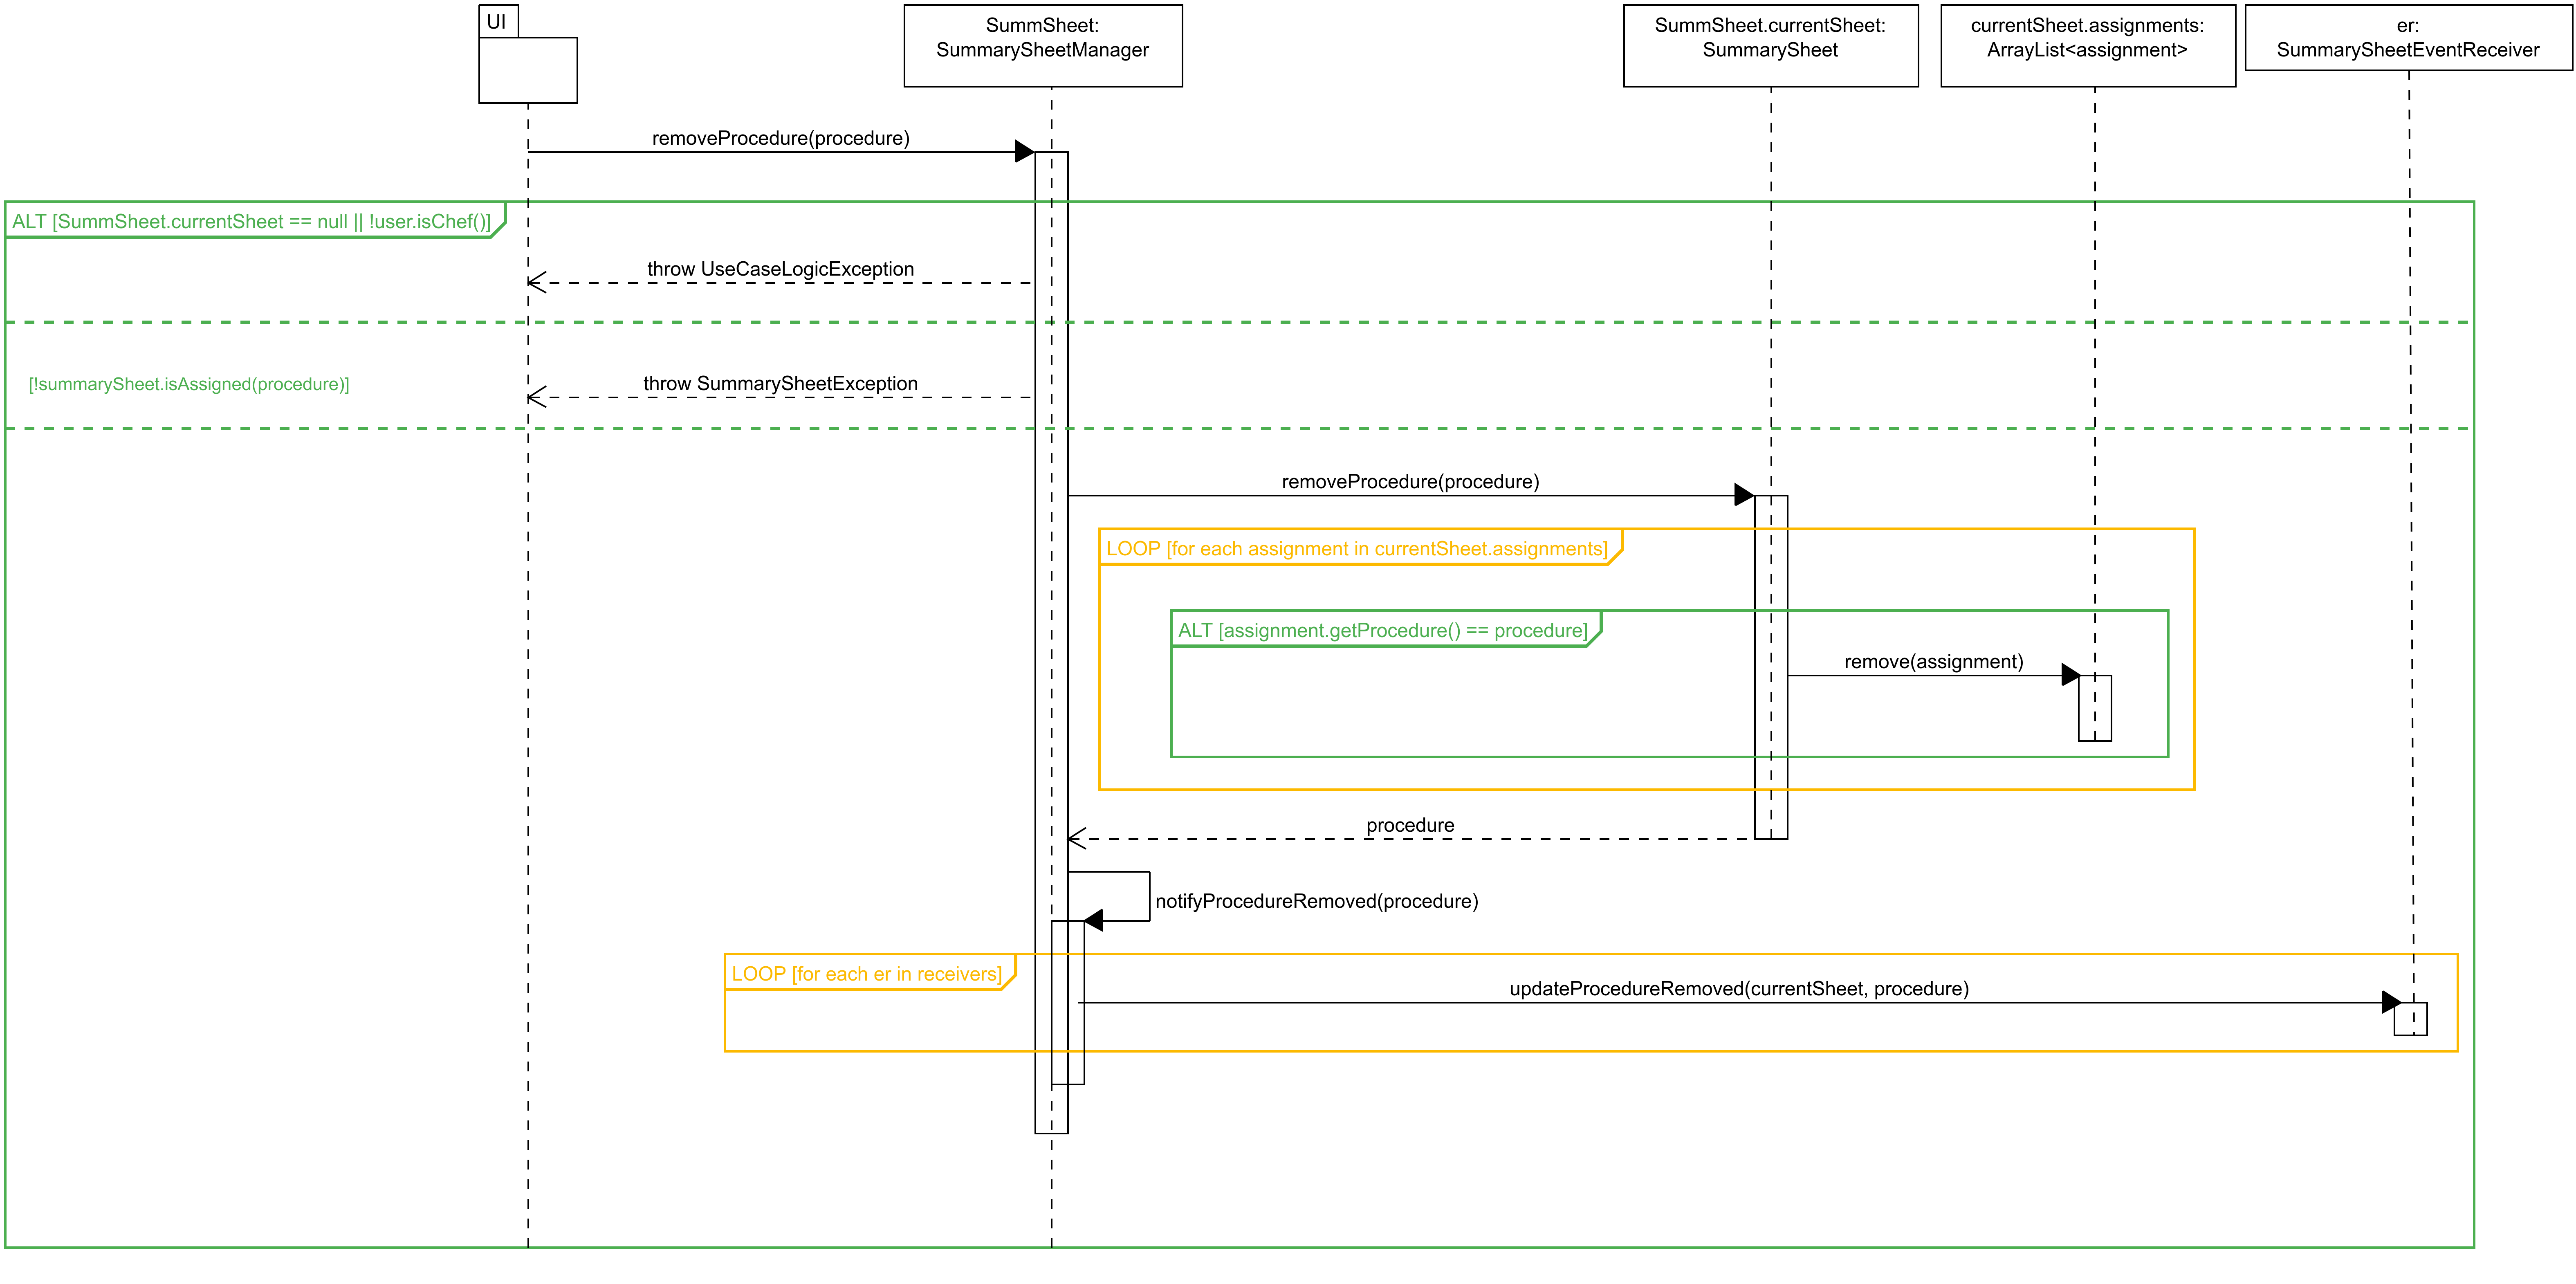 UI
SummSheet:
SummarySheetManager
SummSheet.currentSheet:
SummarySheet
currentSheet.assignments:
ArrayList<assignment>
er:
SummarySheetEventReceiver
removeProcedure(procedure)
ALT [SummSheet.currentSheet == null || !user.isChef()]
throw UseCaseLogicException
[!summarySheet.isAssigned(procedure)]
throw SummarySheetException
removeProcedure(procedure)
LOOP [for each assignment in currentSheet.assignments]
ALT [assignment.getProcedure() == procedure]
remove(assignment)
procedure
notifyProcedureRemoved(procedure)
LOOP [for each er in receivers]
updateProcedureRemoved(currentSheet, procedure)